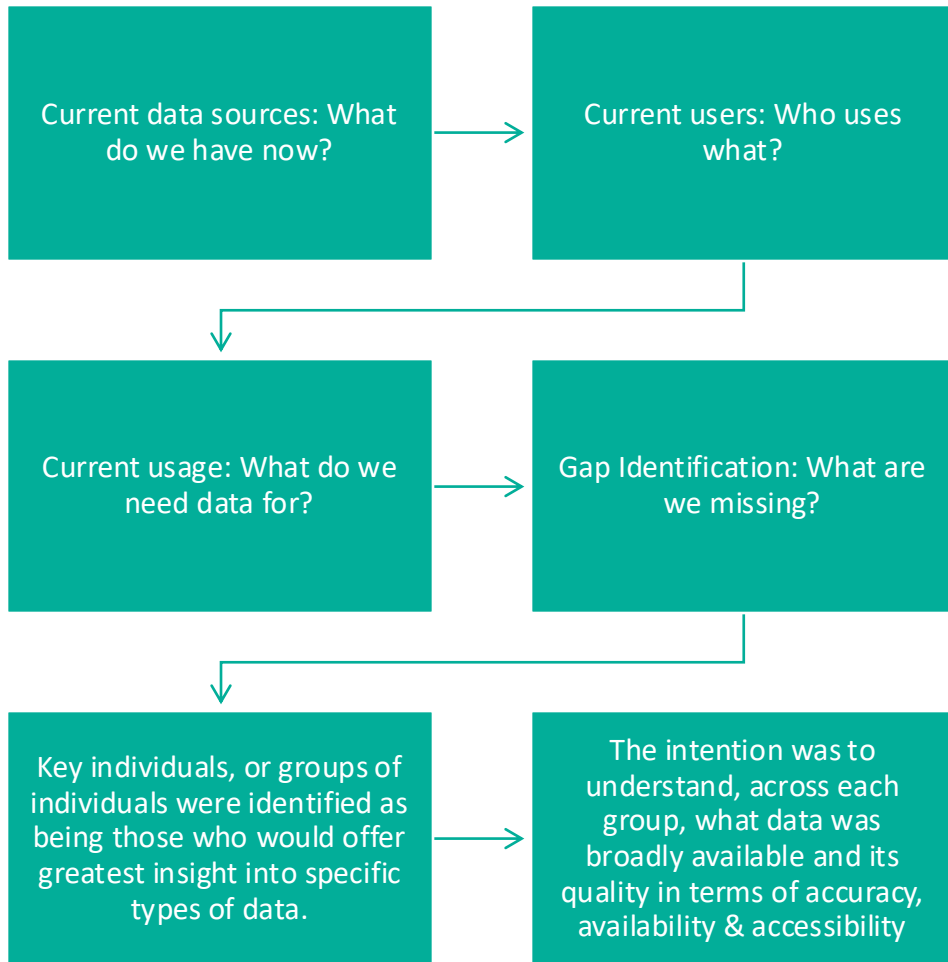 Current data sources: What
do we have now?
Current users: Who uses
what?
Current usage: What do we
need data for?
Gap Identification: What are
we missing?
Key individuals, or groups of
individuals were identified as
being those who would offer
greatest insight into specific
types of data.
The intention was to
understand, across each
group, what data was
broadly available and its
quality in terms of accuracy,
availability & accessibility